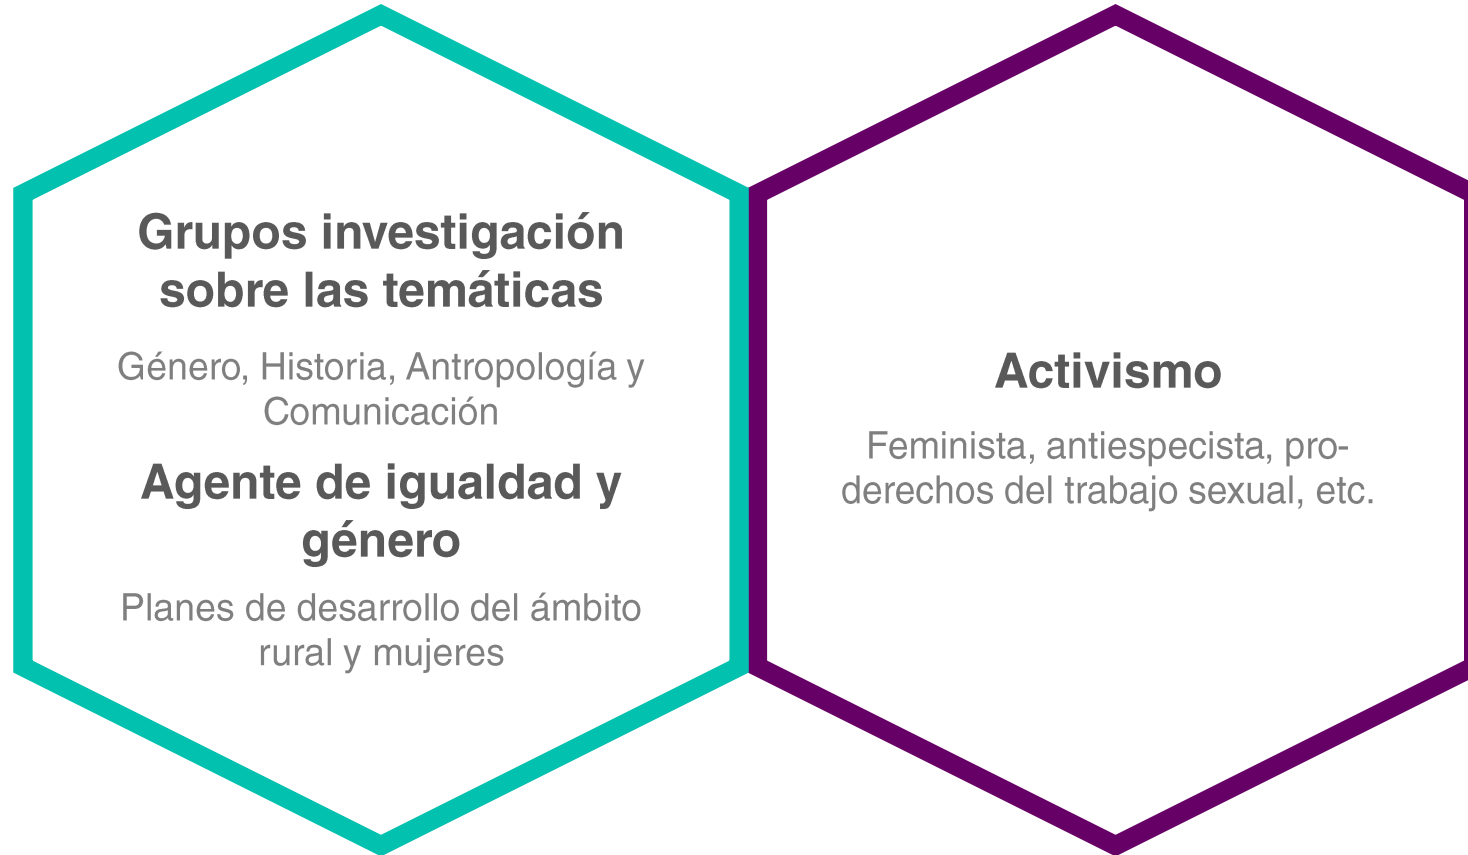 Grupos investigación
sobre las temáticas
Género, Historia, Antropología y
Comunicación
Agente de igualdad y
género
Planes de desarrollo del ámbito
rural y mujeres
Activismo
Feminista, antiespecista, pro-
derechos del trabajo sexual, etc.